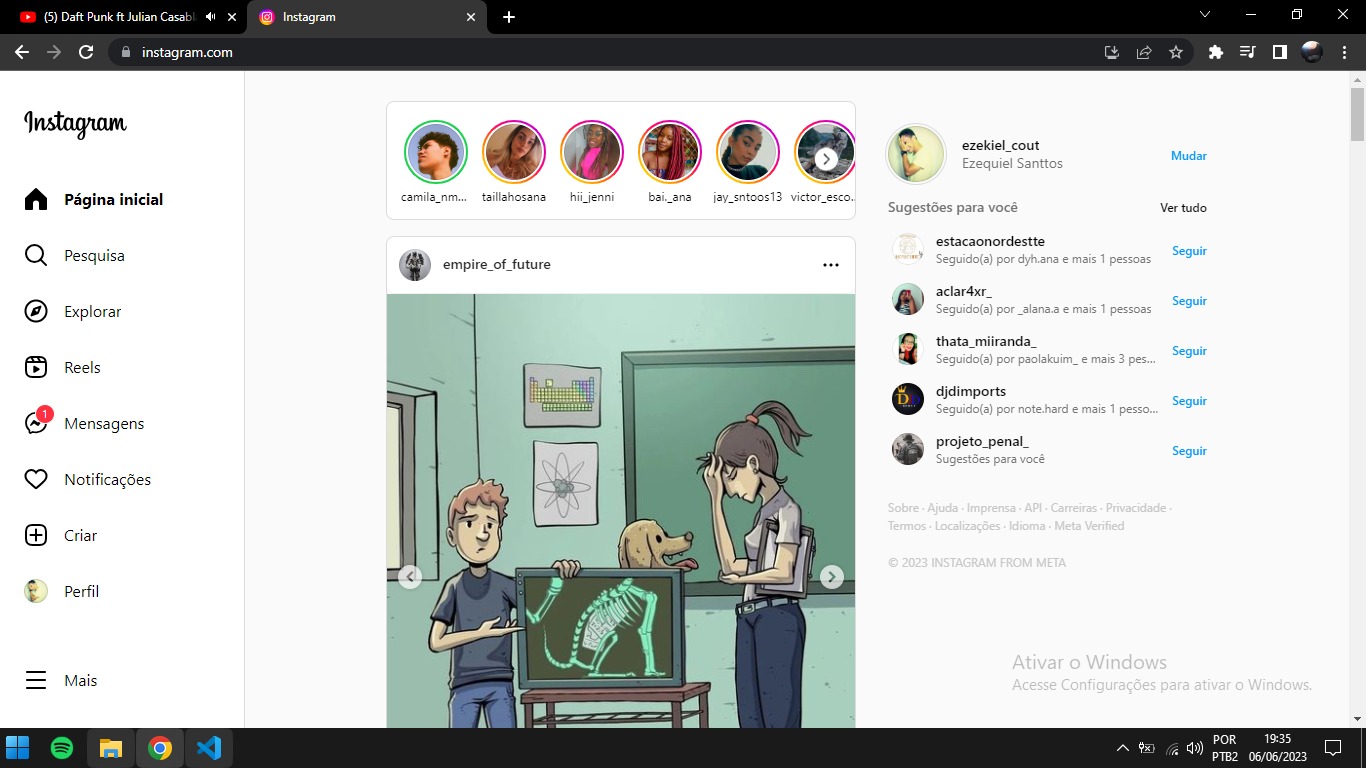 (5) Daft Punk ft Julian Casabl
Instagram
instagram.com
Instagram
Página inicial
Pesquisa
Explorar
Reels
1
Mensagens
Notificações
Criar
Perfil
Mais
camila_nm...
taillahosana
hii_jenni
bai._ana
jay_sntoos13
victor_esco...
empire_of_future
ezekiel_cout
Ezequiel Santtos
Mudar
Sugestões para você
Ver tudo
estacaonordestte
Seguido(a) por dyh.ana e mais 1 pessoas
Seguir
aclar4xr_
Seguido(a) por _alana.a e mais 1 pessoas
Seguir
thata_miiranda_
Seguido(a) por paolakuim_ e mais 3 pes...
Seguir
djdimports
Seguido(a) por note.hard e mais 1 pesso...
Seguir
projeto_penal_
Sugestões para você
Seguir
Sobre · Ajuda · Imprensa · API · Carreiras · Privacidade ·
Termos · Localizações · Idioma · Meta Verified
© 2023 INSTAGRAM FROM META
Ativar o Windows
Acesse Configurações para ativar o Windows.
POR
PTB2
19:35
06/06/2023